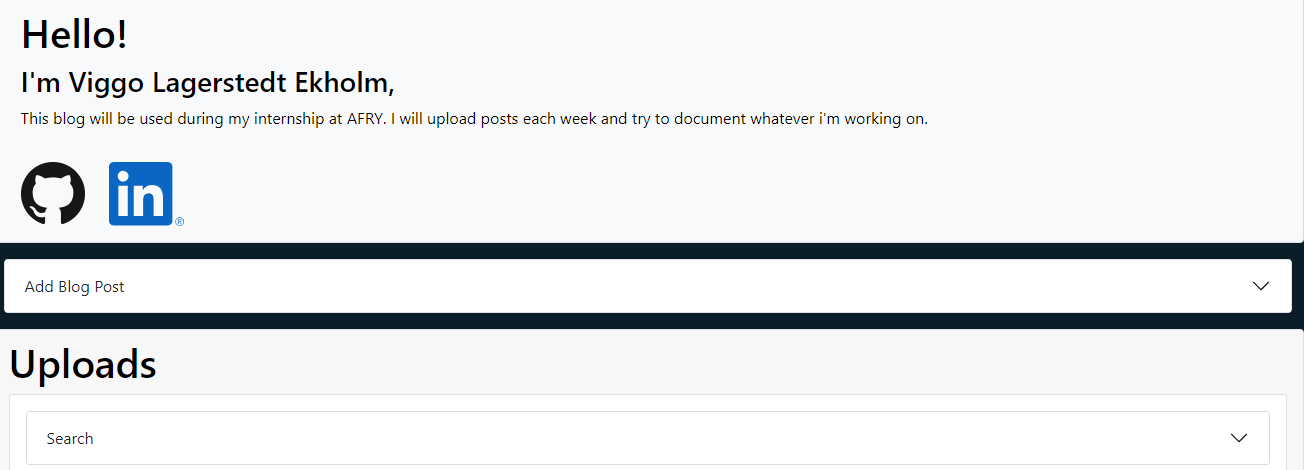 Hello!
I'm Viggo Lagerstedt Ekholm,
This blog will be used during my internship at AFRY. I will upload posts each week and try to document whatever i'm working on.
in ®
Add Blog Post
Uploads
Search